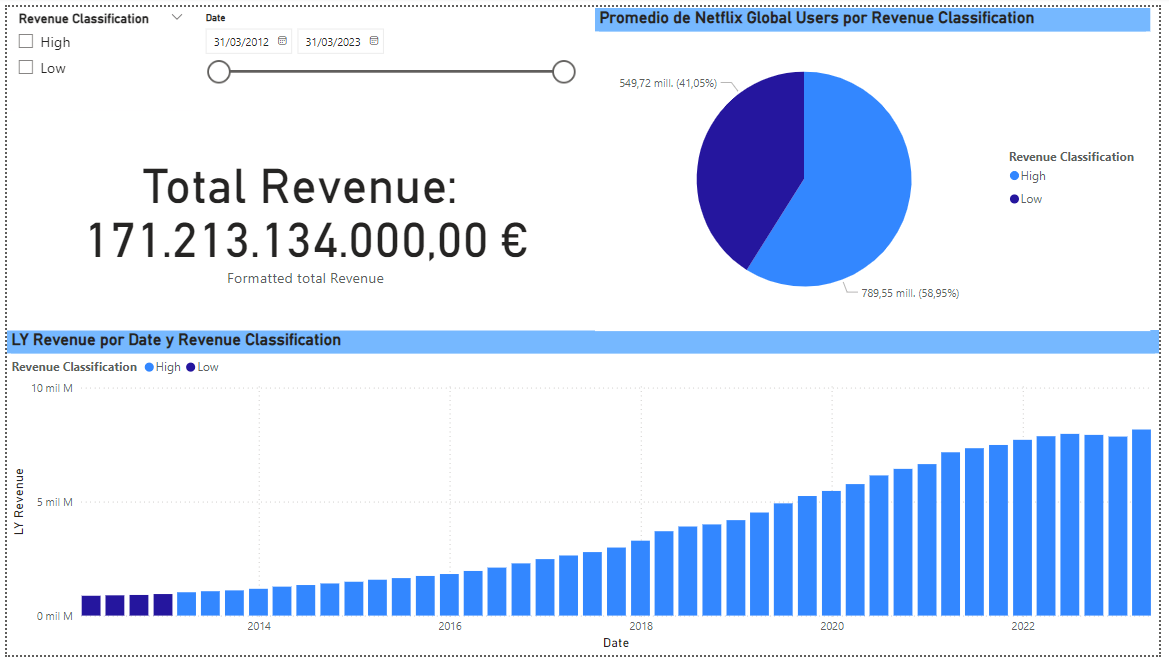 Revenue Classification
High
Low
Date
31/03/2012
31/03/2023
Total Revenue:
171.213.134.000,00 €
Formatted total Revenue
Promedio de Netflix Global Users por Revenue Classification
549,72 mill. (41,05%)
789,55 mill. (58,95%)
Revenue Classification
High
Low
LY Revenue por Date y Revenue Classification
Revenue Classification High Low
10 mil M
5 mil M
0 mil M
LY Revenue
2014 2016 2018 2020 2022
Date